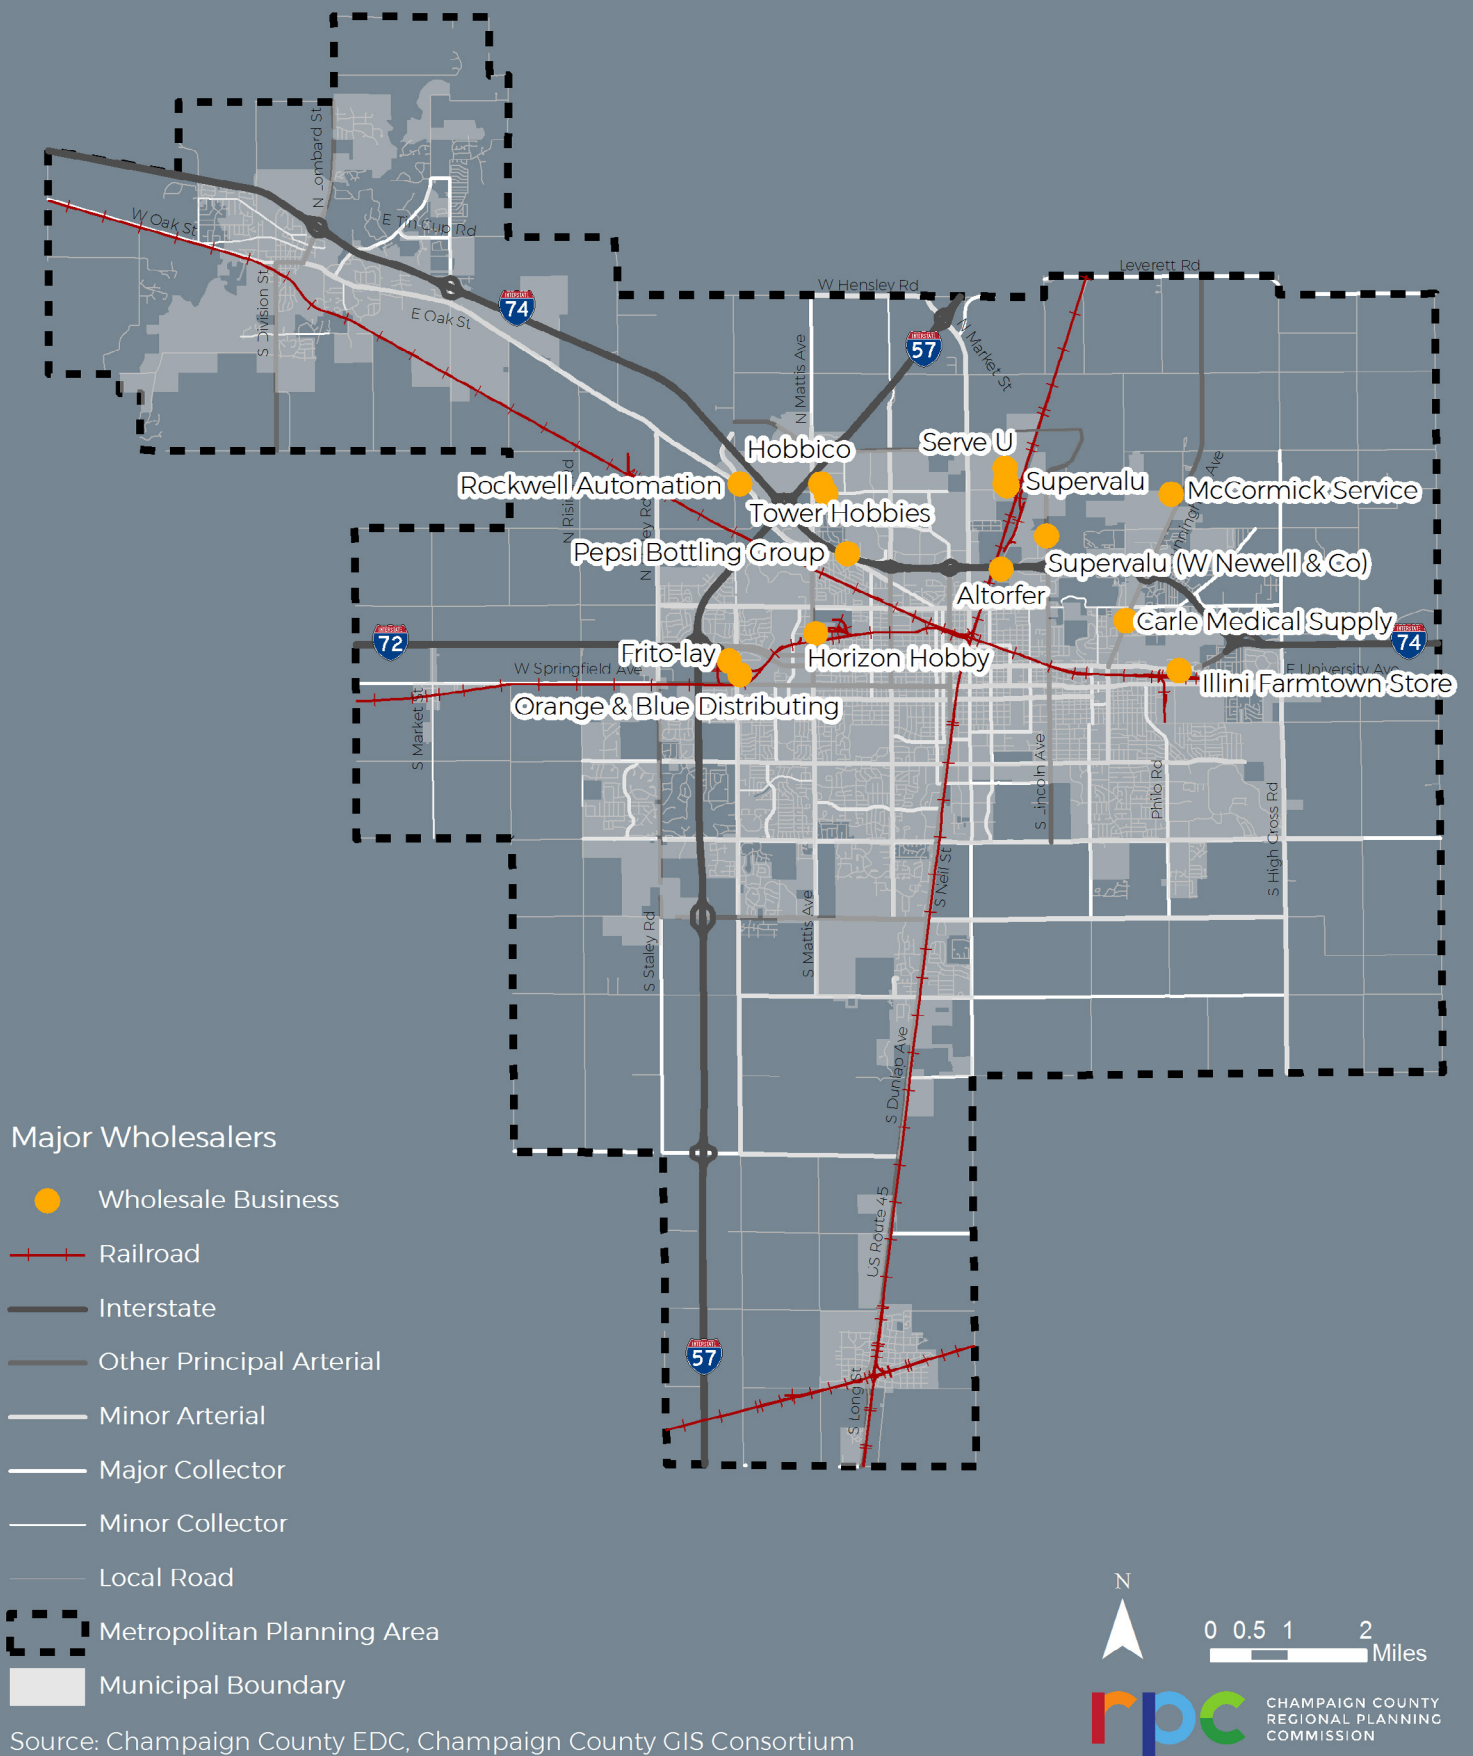 N Lombard St
W Oak St
E Tin Cup Rd
S Division St
E Oak St
INTERSTATE
74
Leverett Rd
W Hensley Rd
N Market St
INTERSTATE
57
N Mattis Ave
Hobbico
Serve U
Rockwell Automation
Supervalu
McCormick Service
Tower Hobbies
Pepsi Bottling Group
Supervalu (W Newell & Co)
Altorfer
Carle Medical Supply
INTERSTATE
72
INTERSTATE
74
Frito-lay
Horizon Hobby
W Springfield Ave
E University Ave
Illini Farmtown Store
Orange & Blue Distributing
S Market St
S Lincoln Ave
Philo Rd
S High Cross Rd
S Neil St
S Mattis Ave
S Staley Rd
S Dunlap Ave
US Route 45
INTERSTATE
57
S Long St
Major Wholesalers
Wholesale Business
Railroad
Interstate
Other Principal Arterial
Minor Arterial
Major Collector
Minor Collector
Local Road
Metropolitan Planning Area
Municipal Boundary
Source: Champaign County EDC, Champaign County GIS Consortium
N
0 0.5 1 2
Miles
rpc
CHAMPAIGN COUNTY
REGIONAL PLANNING
COMMISSION